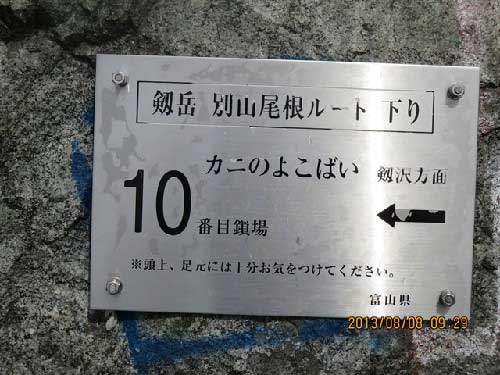 剱岳 別山尾根ルート 下り
カニのよこばい 剱沢方面
10 番目鎖場
※頭上、足元には十分お気をつけてください。
富山県
2013/08/08 09:29